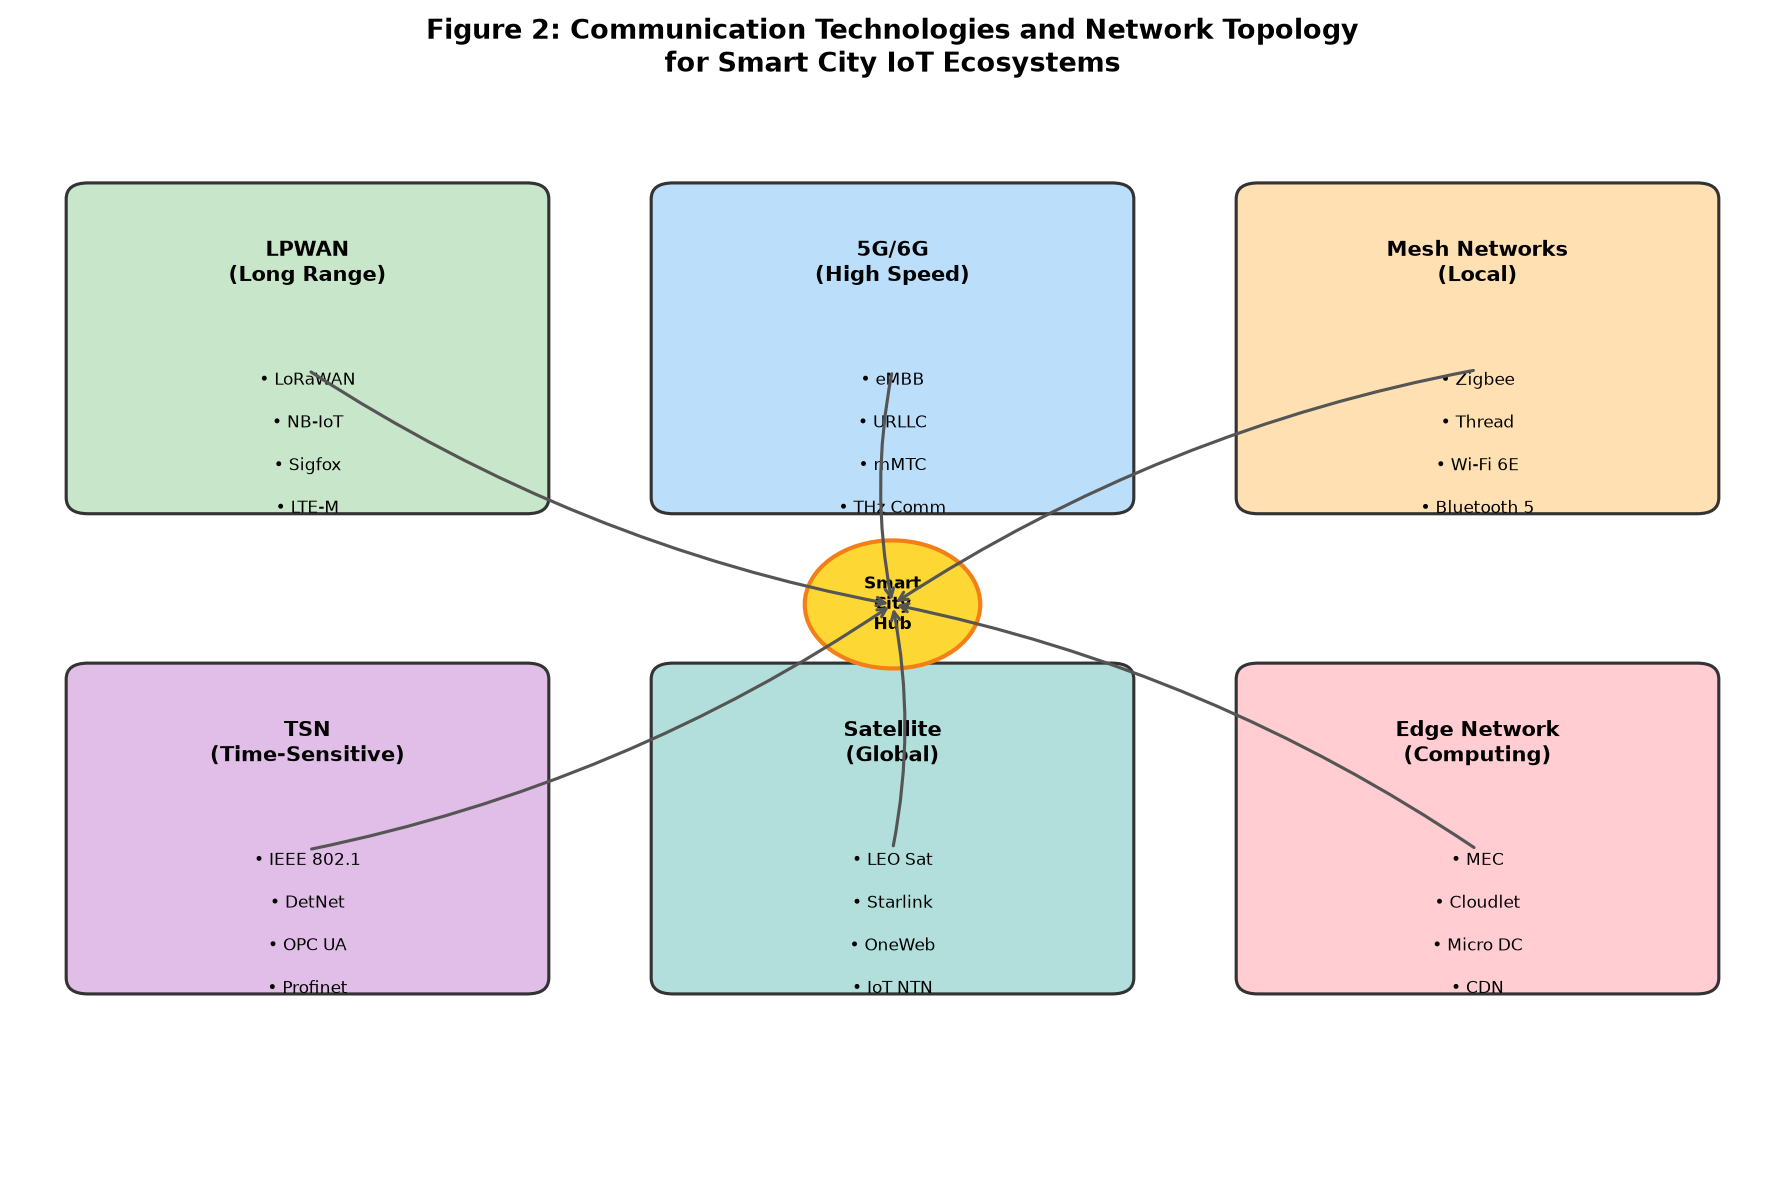 Figure 2: Communication Technologies and Network Topology
for Smart City IoT Ecosystems
LPWAN
(Long Range)
• LoRaWAN
• NB-IoT
• Sigfox
• LTE-M
5G/6G
(High Speed)
• eMBB
• URLLC
• mMTC
• THz Comm
Mesh Networks
(Local)
• Zigbee
• Thread
• Wi-Fi 6E
• Bluetooth 5
Smart
City
Hub
TSN
(Time-Sensitive)
• IEEE 802.1
• DetNet
• OPC UA
• Profinet
Satellite
(Global)
• LEO Sat
• Starlink
• OneWeb
• IoT NTN
Edge Network
(Computing)
• MEC
• Cloudlet
• Micro DC
• CDN